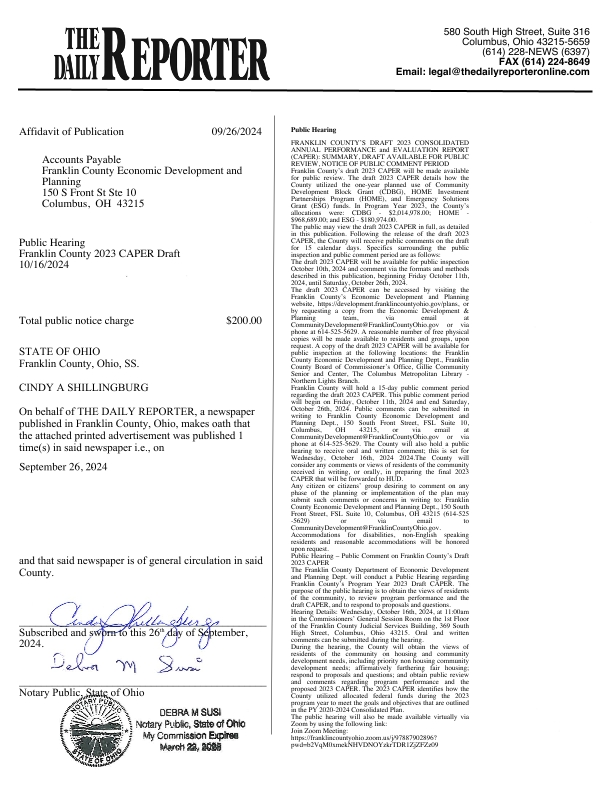 THE
DAILY REPORTER
580 South High Street, Suite 316
Columbus, Ohio 43215-5659
(614) 228-NEWS (6397)
FAX (614) 224-8649
Email: legal@thedailyreporteronline.com
Affidavit of Publication 09/26/2024
Accounts Payable
Franklin County Economic Development and
Planning
150 S Front St Ste 10
Columbus, OH 43215
Public Hearing
Franklin County 2023 CAPER Draft
10/16/2024
Total public notice charge $200.00
STATE OF OHIO
Franklin County, Ohio, SS.
CINDY A SHILLINGBURG
On behalf of THE DAILY REPORTER, a newspaper
published in Franklin County, Ohio, makes oath that
the attached printed advertisement was published 1
time(s) in said newspaper i.e., on
September 26, 2024
and that said newspaper is of general circulation in said
County.
Cindy Shillingburg
Subscribed and sworn to this 26th day of September,
2024.
Debra M Susi
Notary Public, State of Ohio
NOTARY PUBLIC
STATE OF OHIO
DEBRA M SUSI
Notary Public, State of Ohio
My Commission Expires
March 22, 2028
Public Hearing
FRANKLIN COUNTY'S DRAFT 2023 CONSOLIDATED
ANNUAL PERFORMANCE and EVALUATION REPORT
(CAPER): SUMMARY, DRAFT AVAILABLE FOR PUBLIC
REVIEW, NOTICE OF PUBLIC COMMENT PERIOD
Franklin County's draft 2023 CAPER will be made available
for public review. The draft 2023 CAPER details how the
County utilized the one-year planned use of Community
Development Block Grant (CDBG), HOME Investment
Partnerships Program (HOME), and Emergency Solutions
Grant (ESG) funds. In Program Year 2023, the County's
allocations were: CDBG - $2,014,978.00; HOME -
$968,689.00; and ESG - $180,974.00.
The public may view the draft 2023 CAPER in full, as detailed
in this publication. Following the release of the draft 2023
CAPER, the County will receive public comments on the draft
for 15 calendar days. Specifics surrounding the public
inspection and public comment period are as follows:
The draft 2023 CAPER will be available for public inspection
October 10th, 2024 and comment via the formats and methods
described in this publication, beginning Friday October 11th,
2024, until Saturday, October 26th, 2024.
The draft 2023 CAPER can be accessed by visiting the
Franklin County's Economic Development and Planning
website, https://development.franklincountyohio.gov/plans, or
by requesting a copy from the Economic Development &
Planning team, via email at
CommunityDevelopment@FranklinCountyOhio.gov or via
phone at 614-525-5629. A reasonable number of free physical
copies will be made available to residents and groups, upon
request. A copy of the draft 2023 CAPER will be available for
public inspection at the following locations: the Franklin
County Economic Development and Planning Dept., Franklin
County Board of Commissioner's Office, Gillie Community
Senior and Center, The Columbus Metropolitan Library -
Northern Lights Branch.
Franklin County will hold a 15-day public comment period
regarding the draft 2023 CAPER. This public comment period
will begin on Friday, October 11th, 2024 and end Saturday,
October 26th, 2024. Public comments can be submitted in
writing to Franklin County Economic Development and
Planning Dept., 150 South Front Street, FSL Suite 10,
Columbus, OH 43215, or via email at
CommunityDevelopment@FranklinCountyOhio.gov or via
phone at 614-525-5629. The County will also hold a public
hearing to receive oral and written comment; this is set for
Wednesday, October 16th, 2024 2024.The County will
consider any comments or views of residents of the community
received in writing, or orally, in preparing the final 2023
CAPER that will be forwarded to HUD.
Any citizen or citizens' group desiring to comment on any
phase of the planning or implementation of the plan may
submit such comments or concerns in writing to: Franklin
County Economic Development and Planning Dept., 150 South
Front Street, FSL Suite 10, Columbus, OH 43215 (614-525
-5629) or via email to
CommunityDevelopment@FranklinCountyOhio.gov.
Accommodations for disabilities, non-English speaking
residents and reasonable accommodations will be honored
upon request.
Public Hearing – Public Comment on Franklin County's Draft
2023 CAPER
The Franklin County Department of Economic Development
and Planning Dept. will conduct a Public Hearing regarding
Franklin County's Program Year 2023 Draft CAPER. The
purpose of the public hearing is to obtain the views of residents
of the community, to review program performance and the
draft CAPER, and to respond to proposals and questions.
Hearing Details: Wednesday, October 16th, 2024, at 11:00am
in the Commissioners' General Session Room on the 1st Floor
of the Franklin County Judicial Services Building, 369 South
High Street, Columbus, Ohio 43215. Oral and written
comments can be submitted during the hearing.
During the hearing, the County will obtain the views of
residents of the community on housing and community
development needs, including priority non housing community
development needs; affirmatively furthering fair housing;
respond to proposals and questions; and obtain public review
and comments regarding program performance and the
proposed 2023 CAPER. The 2023 CAPER identifies how the
County utilized allocated federal funds during the 2023
program year to meet the goals and objectives that are outlined
in the PY 2020-2024 Consolidated Plan.
The public hearing will also be made available virtually via
Zoom by using the following link:
Join Zoom Meeting:
https://franklincountyohio.zoom.us/j/97887902896?
pwd=b2VqM0xmekNHVDNOYzkrTDR1ZjZFZz09